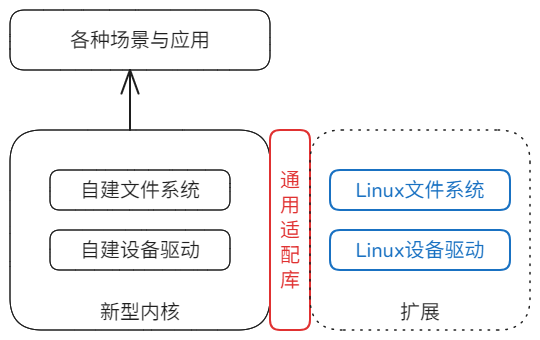 各种场景与应用
自建文件系统
自建设备驱动
新型内核
通用适配库
Linux文件系统
Linux设备驱动
扩展